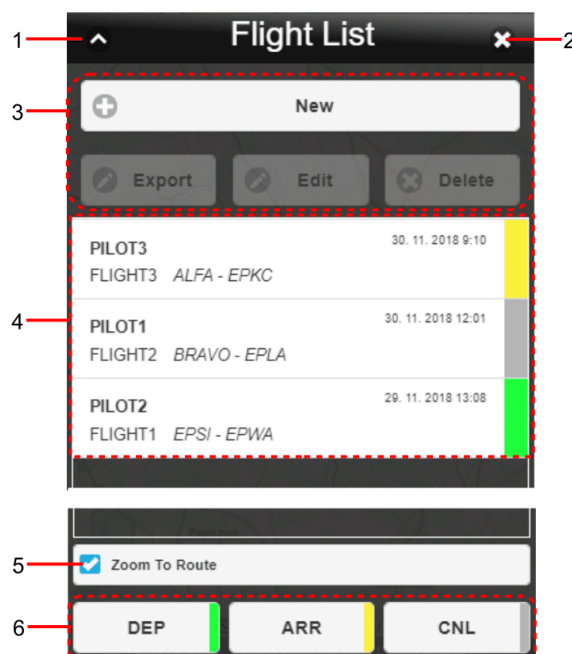 1 Flight List 2
3 New
Export Edit Delete
PILOT3 30. 11. 2018 9:10
FLIGHT3 ALFA - EPKC
4 PILOT1 30. 11. 2018 12:01
FLIGHT2 BRAVO - EPLA
PILOT2 29. 11. 2018 13:08
FLIGHT1 EPSI - EPWA
5 Zoom To Route
6 DEP ARR CNL